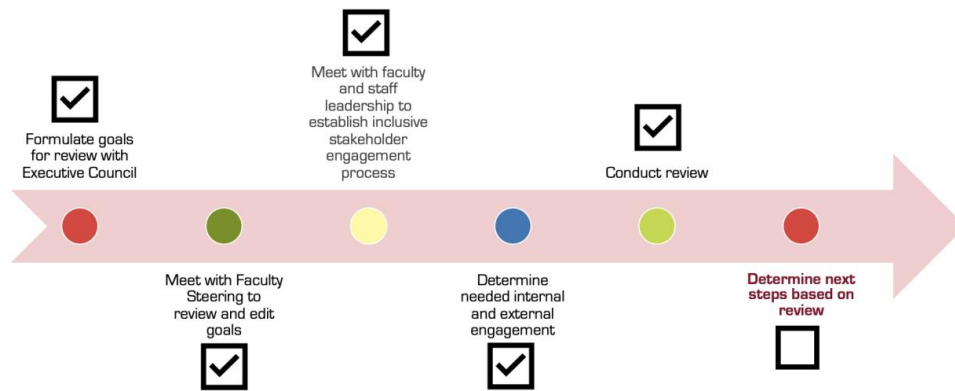 Formulate goals
for review with
Executive Council
Meet with Faculty
Steering to
review and edit
goals
Meet with faculty
and staff
leadership to
establish inclusive
stakeholder
engagement
process
Determine
needed internal
and external
engagement
Conduct review
Determine next
steps based on
review